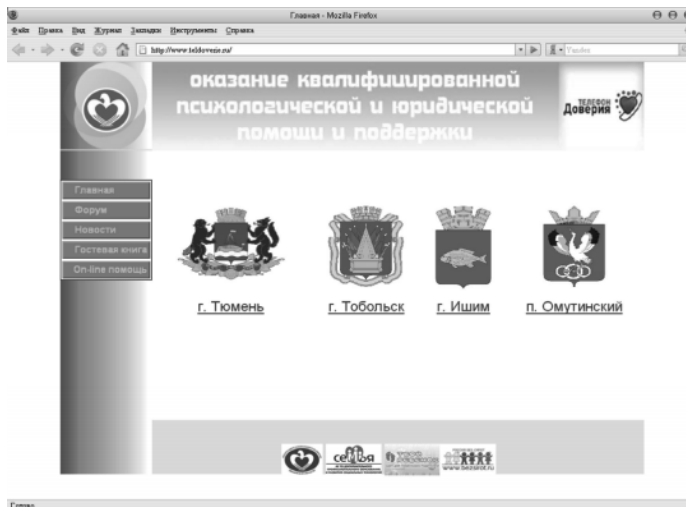 Главная - Mozilla Firefox
Файл Правка Вид Журнал Закладки Инструменты Справка
http://www.teldoverie.ru/
Yandex
оказание квалифицированной
психологической и юридической
помощи и поддержки
ТЕЛЕФОН
Доверия
Главная
Форум
Новости
Гостевая книга
On-line помощь
г. Тюмень
г. Тобольск
г. Ишим
п. Омутинский
семья
www.bezsirot.ru
Готово